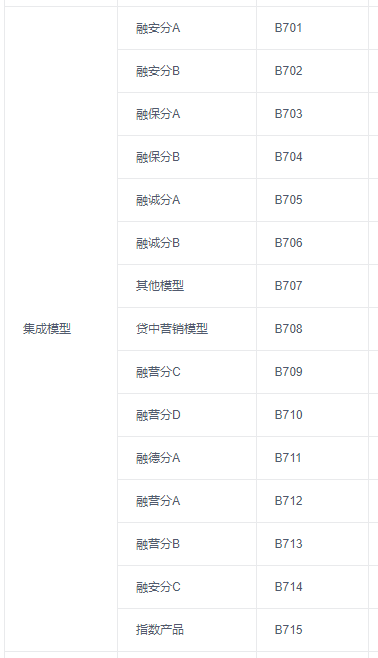 融安分A B701
融安分B B702
融保分A B703
融保分B B704
融诚分A B705
融诚分B B706
其他模型 B707
集成模型 贷中营销模型 B708
融营分C B709
融营分D B710
融德分A B711
融营分A B712
融营分B B713
融安分C B714
指数产品 B715